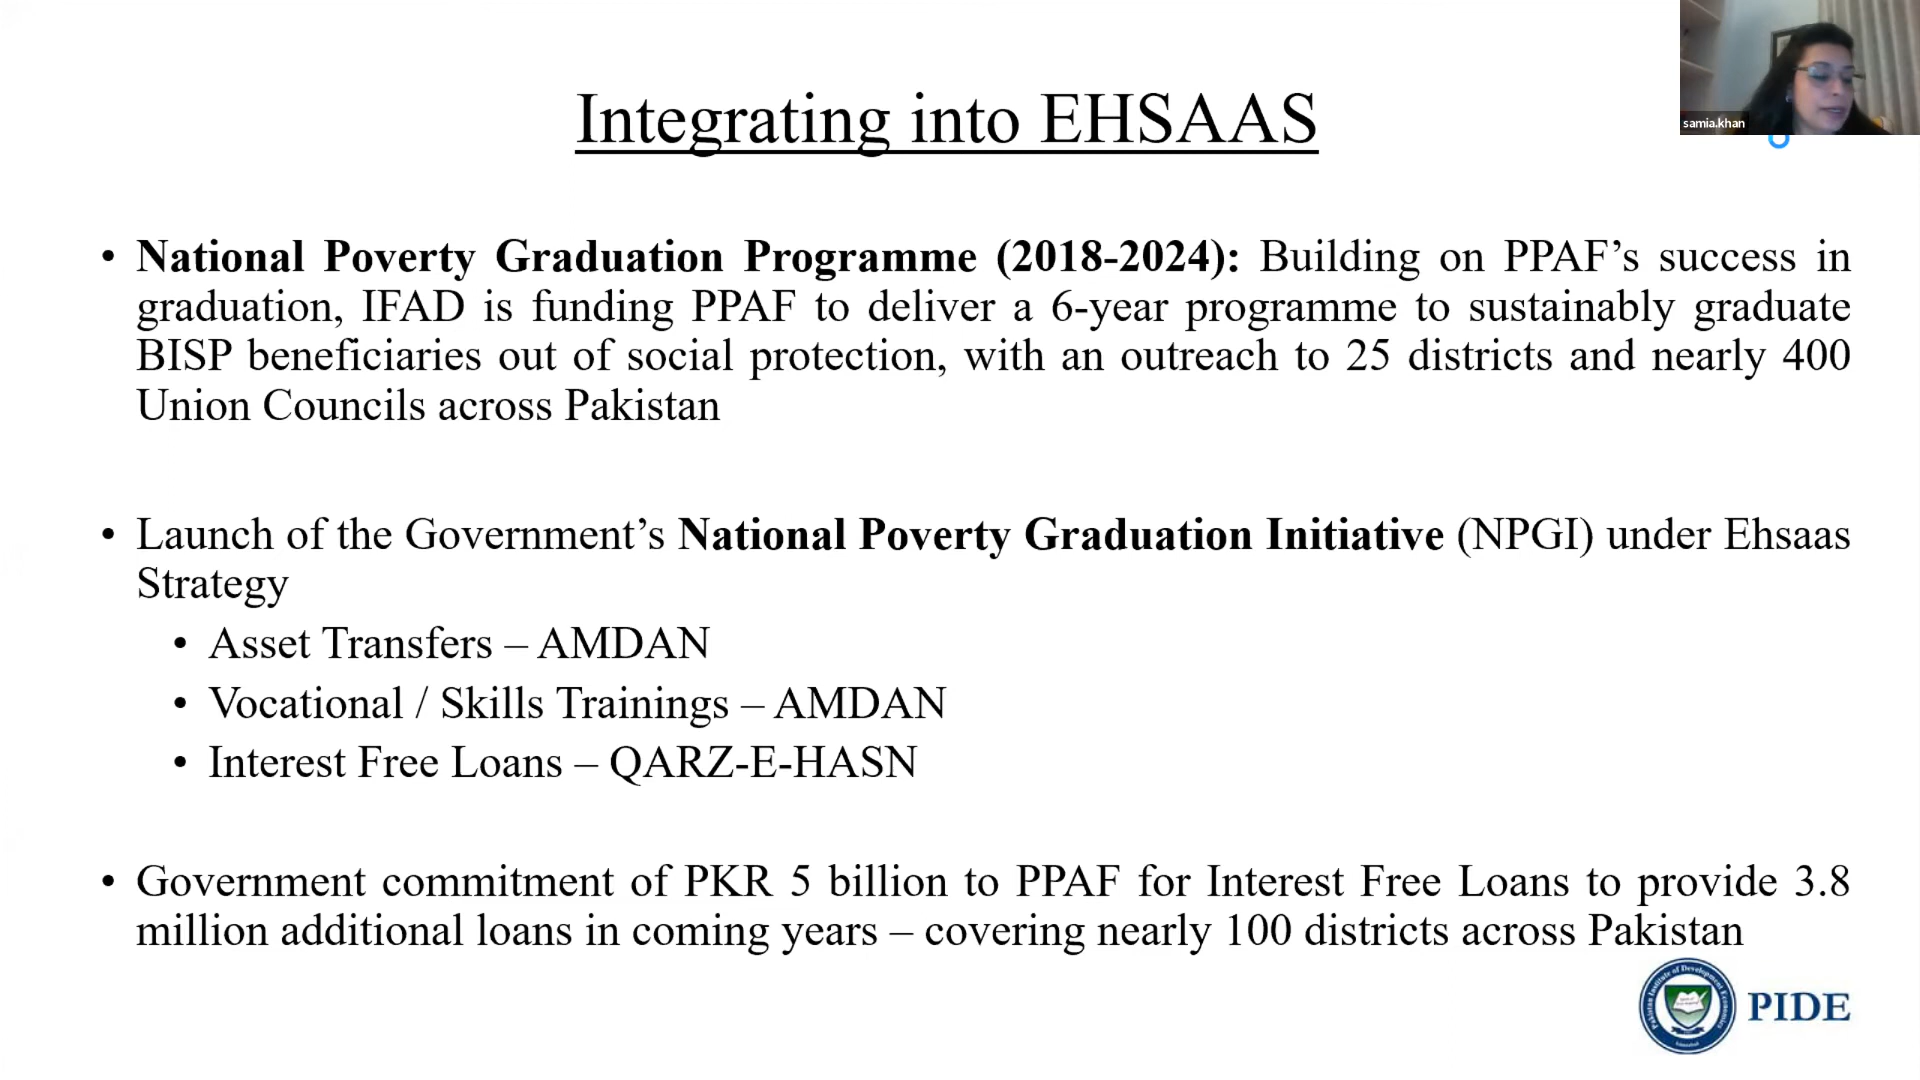 samia.khan
Integrating into EHSAAS
• National Poverty Graduation Programme (2018-2024): Building on PPAF’s success in
graduation, IFAD is funding PPAF to deliver a 6-year programme to sustainably graduate
BISP beneficiaries out of social protection, with an outreach to 25 districts and nearly 400
Union Councils across Pakistan
• Launch of the Government’s National Poverty Graduation Initiative (NPGI) under Ehsaas
Strategy
• Asset Transfers – AMDAN
• Vocational / Skills Trainings – AMDAN
• Interest Free Loans – QARZ-E-HASN
• Government commitment of PKR 5 billion to PPAF for Interest Free Loans to provide 3.8
million additional loans in coming years – covering nearly 100 districts across Pakistan
Pakistan Institute of Development Economics
PIDE